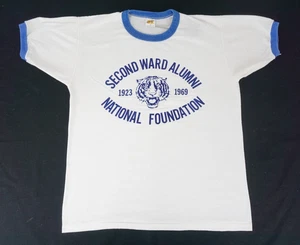 SECOND WARD ALUMNI
1923 1969
NATIONAL FOUNDATION